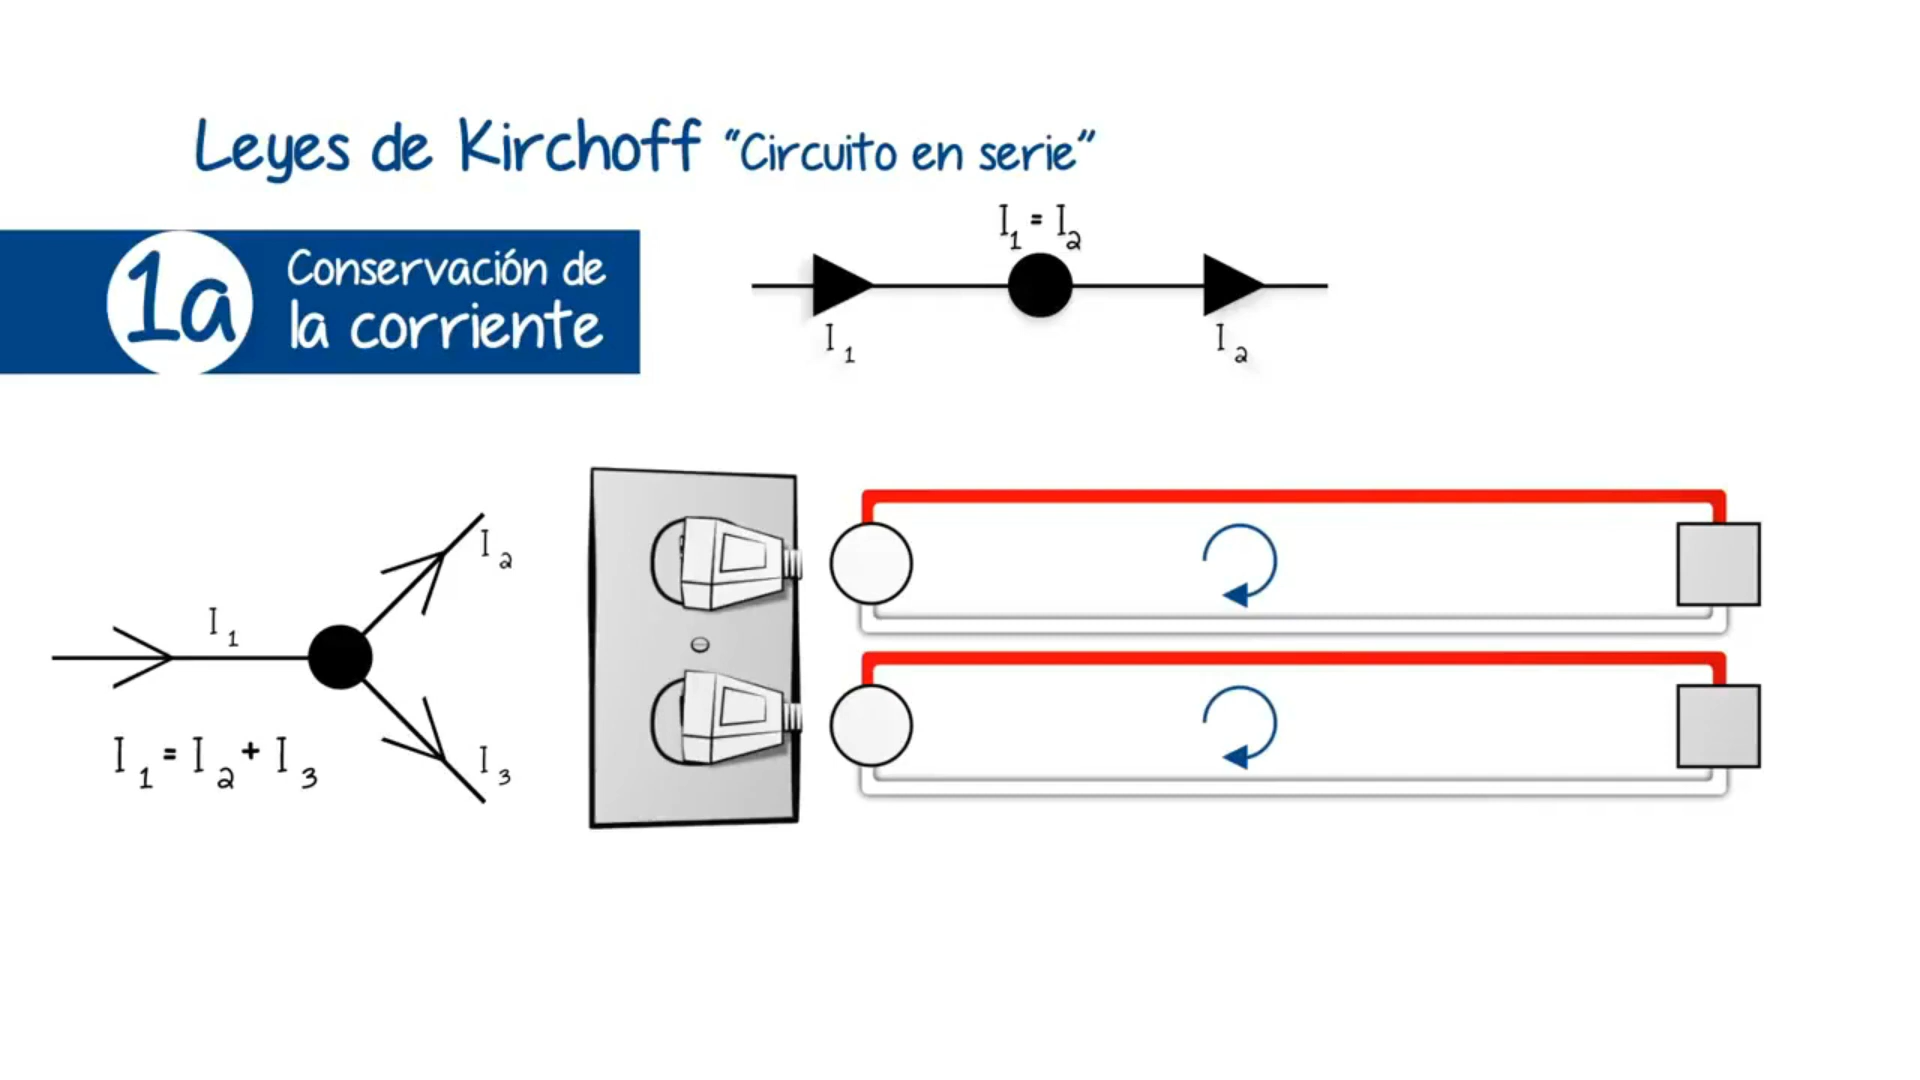 Leyes de Kirchoff “Circuito en serie”
1a
Conservación de
la corriente
I1 = I2
I1
I2
I2
I1
I1 = I2 + I3
I3